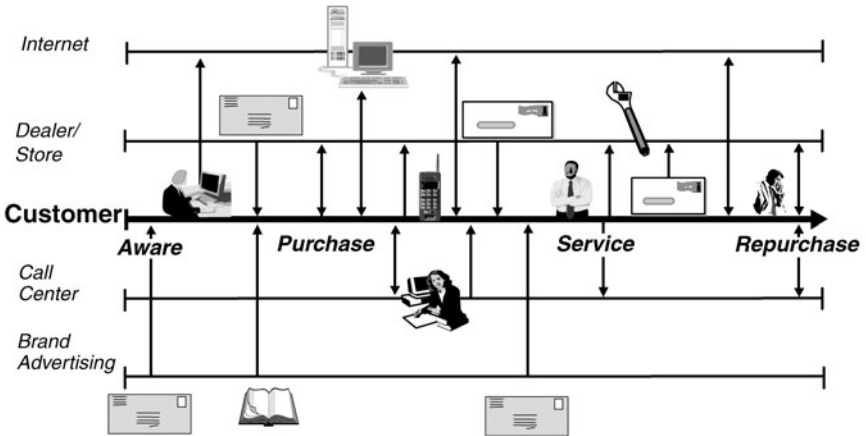 Internet
Dealer/
Store
Customer
Aware
Purchase
Service
Repurchase
Call
Center
Brand
Advertising